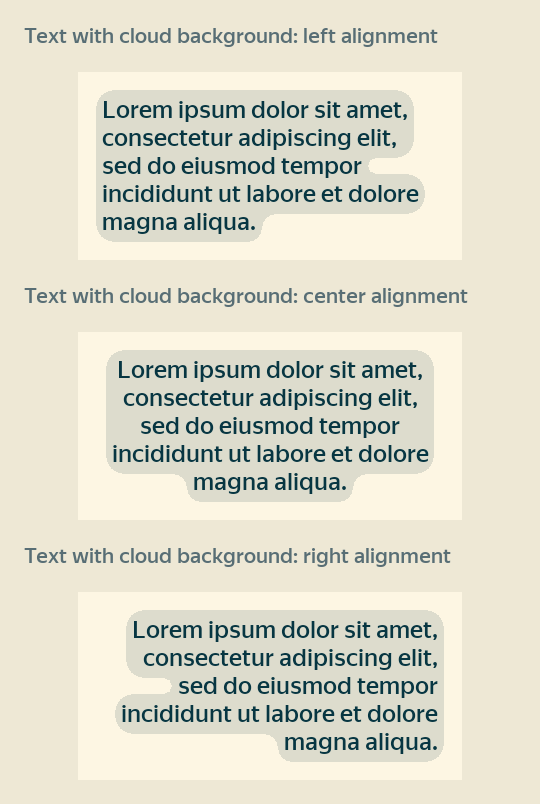 Text with cloud background: left alignment
Lorem ipsum dolor sit amet,
consectetur adipiscing elit,
sed do eiusmod tempor
incididunt ut labore et dolore
magna aliqua.
Text with cloud background: center alignment
Lorem ipsum dolor sit amet,
consectetur adipiscing elit,
sed do eiusmod tempor
incididunt ut labore et dolore
magna aliqua.
Text with cloud background: right alignment
Lorem ipsum dolor sit amet,
consectetur adipiscing elit,
sed do eiusmod tempor
incididunt ut labore et dolore
magna aliqua.